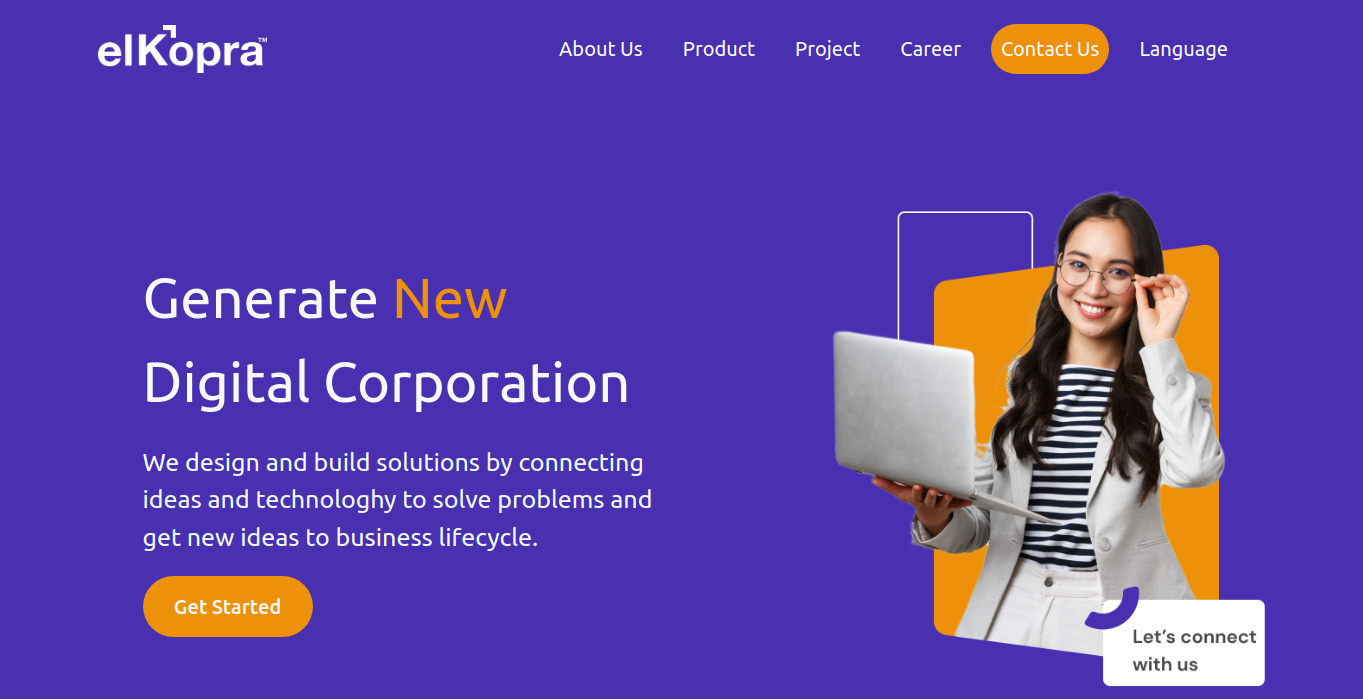 elKopra™
About Us Product Project Career Contact Us Language
Generate New
Digital Corporation
We design and build solutions by connecting
ideas and technologhy to solve problems and
get new ideas to business lifecycle.
Get Started
Let's connect
with us